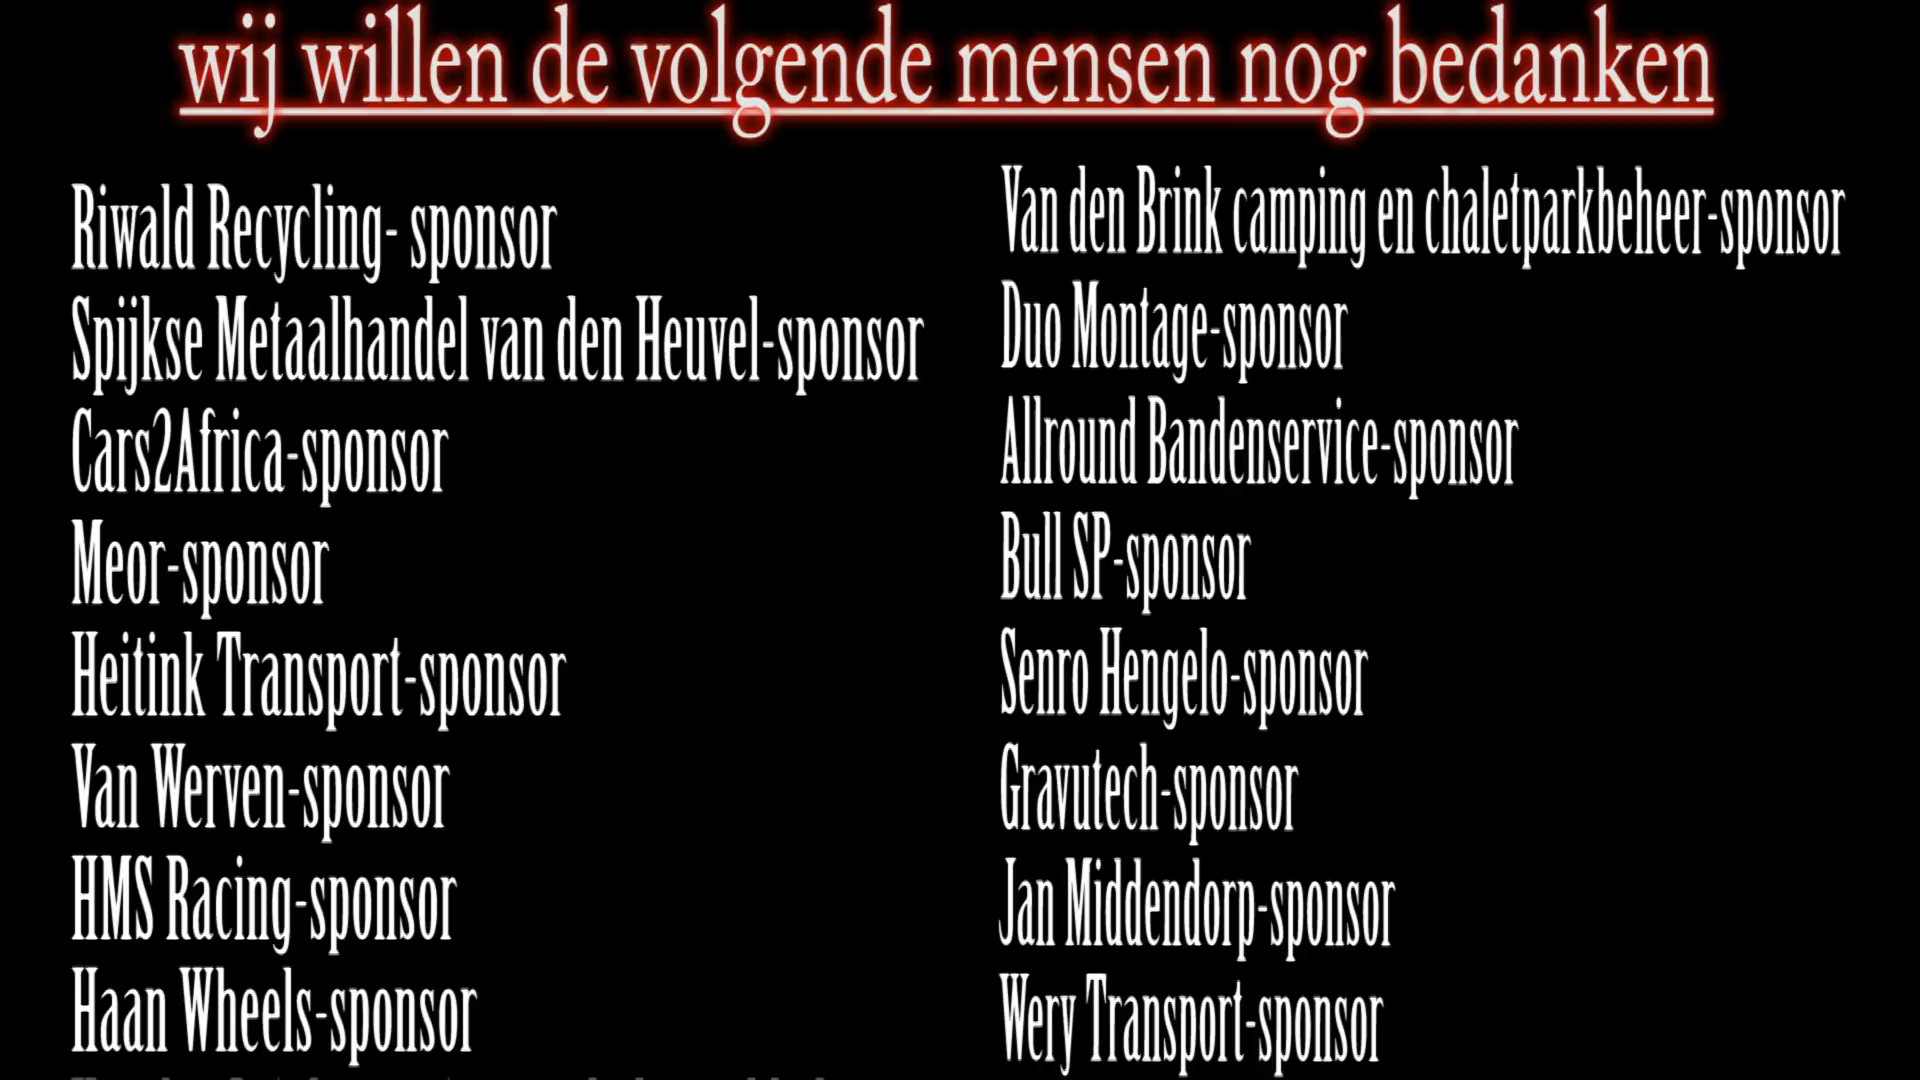 wij willen de volgende mensen nog bedanken
Riwald Recycling- sponsor
Spijkse Metaalhandel van den Heuvel-sponsor
Cars2Africa-sponsor
Meor-sponsor
Heitink Transport-sponsor
Van Werven-sponsor
HMS Racing-sponsor
Haan Wheels-sponsor
Van den Brink camping en chaletparkbeheer-sponsor
Duo Montage-sponsor
Allround Bandenservice-sponsor
Bull SP-sponsor
Senro Hengelo-sponsor
Gravutech-sponsor
Jan Middendorp-sponsor
Wery Transport-sponsor